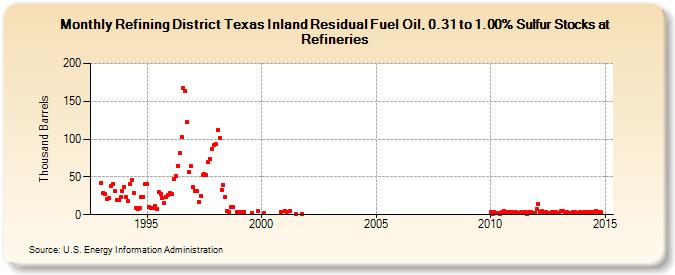 Monthly Refining District Texas Inland Residual Fuel Oil, 0.31 to 1.00% Sulfur Stocks at
Refineries
Thousand Barrels
200
150
100
50
0
1995
2000
2005
2010
2015
Source: U.S. Energy Information Administration